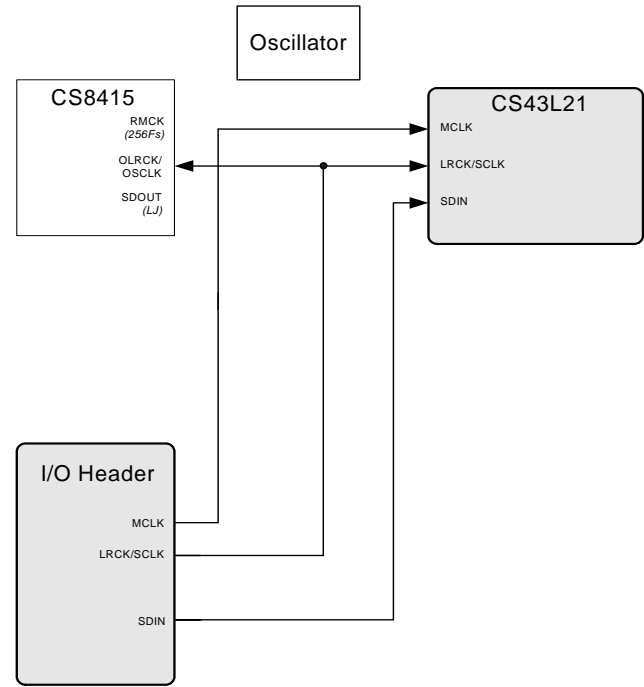 Oscillator
CS8415
RMCK
(256Fs)
OLRCK/
OSCLK
SDOUT
(LJ)
CS43L21
MCLK
LRCK/SCLK
SDIN
I/O Header
MCLK
LRCK/SCLK
SDIN